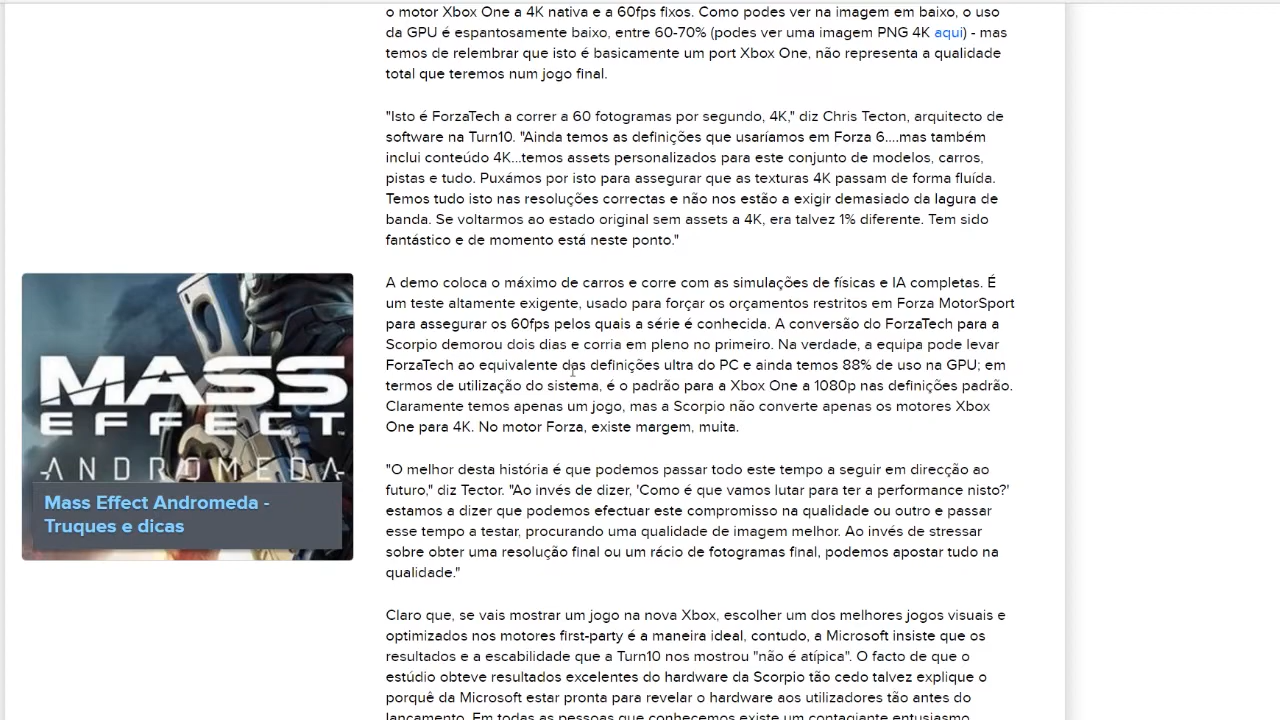 o motor Xbox One a 4K nativa e a 60fps fixos. Como podes ver na imagem em baixo, o uso
da GPU é espantosamente baixo, entre 60-70% (podes ver uma imagem PNG 4K aqui) - mas
temos de relembrar que isto é basicamente um port Xbox One, não representa a qualidade
total que teremos num jogo final.
"Isto é ForzaTech a correr a 60 fotogramas por segundo, 4K," diz Chris Tecton, arquitecto de
software na Turn10. "Ainda temos as definições que usaríamos em Forza 6....mas também
inclui conteúdo 4K...temos assets personalizados para este conjunto de modelos, carros,
pistas e tudo. Puxámos por isto para assegurar que as texturas 4K passam de forma fluída.
Temos tudo isto nas resoluções correctas e não nos estão a exigir demasiado da lagura de
banda. Se voltarmos ao estado original sem assets a 4K, era talvez 1% diferente. Tem sido
fantástico e de momento está neste ponto."
A demo coloca o máximo de carros e corre com as simulações de físicas e IA completas. É
um teste altamente exigente, usado para forçar os orçamentos restritos em Forza MotorSport
para assegurar os 60fps pelos quais a série é conhecida. A conversão do ForzaTech para a
Scorpio demorou dois dias e corria em pleno no primeiro. Na verdade, a equipa pode levar
ForzaTech ao equivalente das definições ultra do PC e ainda temos 88% de uso na GPU; em
termos de utilização do sistema, é o padrão para a Xbox One a 1080p nas definições padrão.
Claramente temos apenas um jogo, mas a Scorpio não converte apenas os motores Xbox
One para 4K. No motor Forza, existe margem, muita.
MASS
EFFECT
ANDROMEDA
Mass Effect Andromeda -
Truques e dicas
"O melhor desta história é que podemos passar todo este tempo a seguir em direcção ao
futuro," diz Tector. "Ao invés de dizer, 'Como é que vamos lutar para ter a performance nisto?'
estamos a dizer que podemos efectuar este compromisso na qualidade ou outro e passar
esse tempo a testar, procurando uma qualidade de imagem melhor. Ao invés de stressar
sobre obter uma resolução final ou um rácio de fotogramas final, podemos apostar tudo na
qualidade."
Claro que, se vais mostrar um jogo na nova Xbox, escolher um dos melhores jogos visuais e
optimizados nos motores first-party é a maneira ideal, contudo, a Microsoft insiste que os
resultados e a escabilidade que a Turn10 nos mostrou "não é atípica". O facto de que o
estúdio obteve resultados excelentes do hardware da Scorpio tão cedo talvez explique o
porquê da Microsoft estar pronta para revelar o hardware aos utilizadores tão antes do
lançamento. Em todas as pessoas que conhecemos existe um contagiante entusiasmo